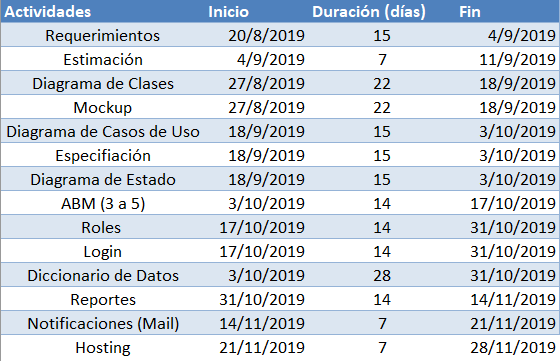 Actividades Inicio Duración (días) Fin
Requerimientos 20/8/2019 15 4/9/2019
Estimación 4/9/2019 7 11/9/2019
Diagrama de Clases 27/8/2019 22 18/9/2019
Mockup 27/8/2019 22 18/9/2019
Diagrama de Casos de Uso 18/9/2019 15 3/10/2019
Especifiación 18/9/2019 15 3/10/2019
Diagrama de Estado 18/9/2019 15 3/10/2019
ABM (3 a 5) 3/10/2019 14 17/10/2019
Roles 17/10/2019 14 31/10/2019
Login 17/10/2019 14 31/10/2019
Diccionario de Datos 3/10/2019 28 31/10/2019
Reportes 31/10/2019 14 14/11/2019
Notificaciones (Mail) 14/11/2019 7 21/11/2019
Hosting 21/11/2019 7 28/11/2019